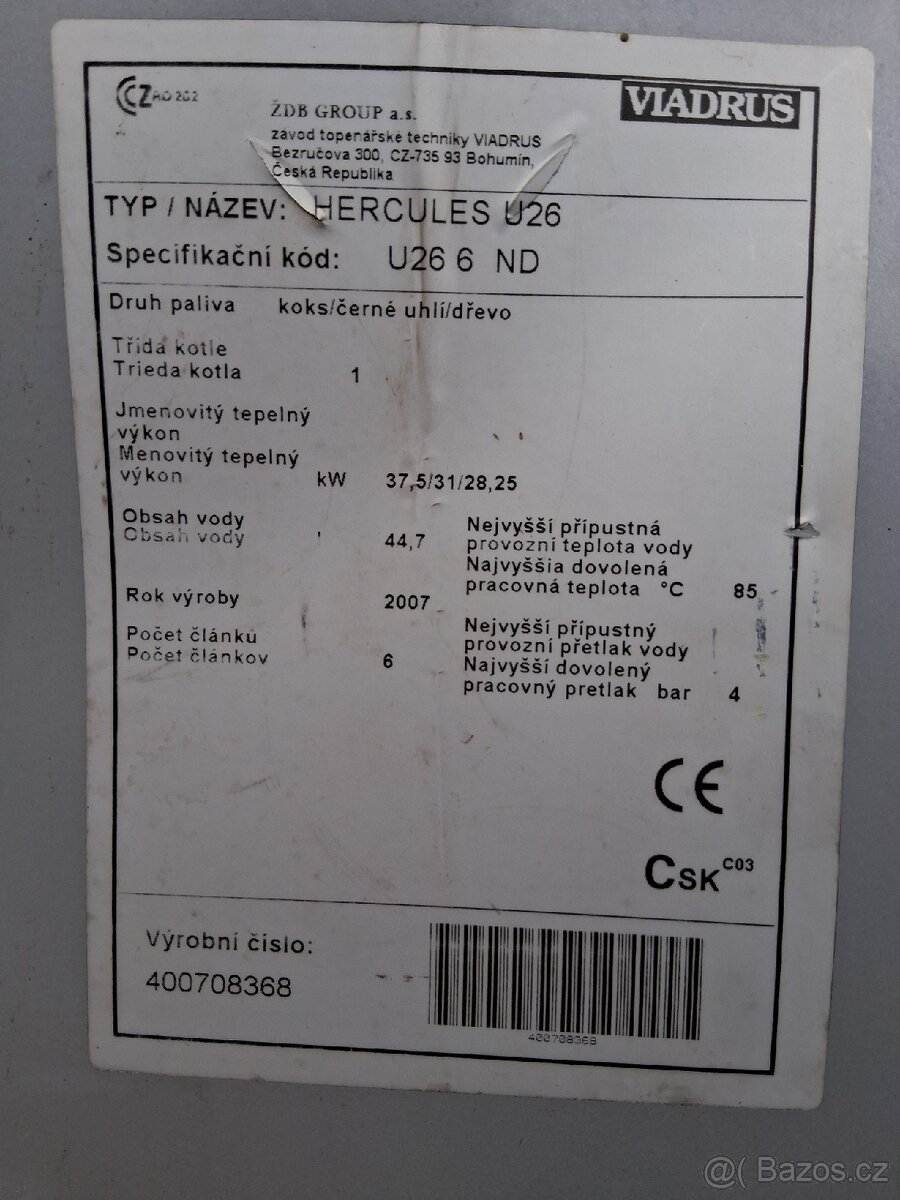 CZ AO 202
VIADRUS
ŽDB GROUP a.s.
závod topenářské techniky VIADRUS
Bezručova 300, CZ-735 93 Bohumín,
Česká Republika
TYP / NÁZEV: HERCULES U26
Specifikační kód: U26 6 ND
Druh paliva koks/černé uhlí/dřevo
Třída kotle
Trieda kotla 1
Jmenovitý tepelný
výkon
Menovitý tepelný
výkon kW 37,5/31/28,25
Obsah vody
Obsah vody l 44,7
Nejvyšší přípustná
provozní teplota vody
Najvyššia dovolená
pracovná teplota °C 85
Rok výroby 2007
Počet článků
Počet článkov 6
Nejvyšší přípustný
provozní přetlak vody
Najvyšší dovolený
pracovný pretlak bar 4
CE
CSK C03
Výrobní číslo:
400708368
400708368
@( Bazos.cz